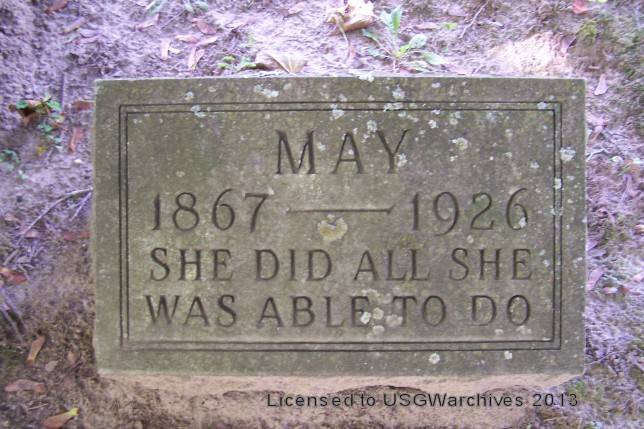 MAY
1867 — 1926
SHE DID ALL SHE
WAS ABLE TO DO
Licensed to USGWarchives 2013